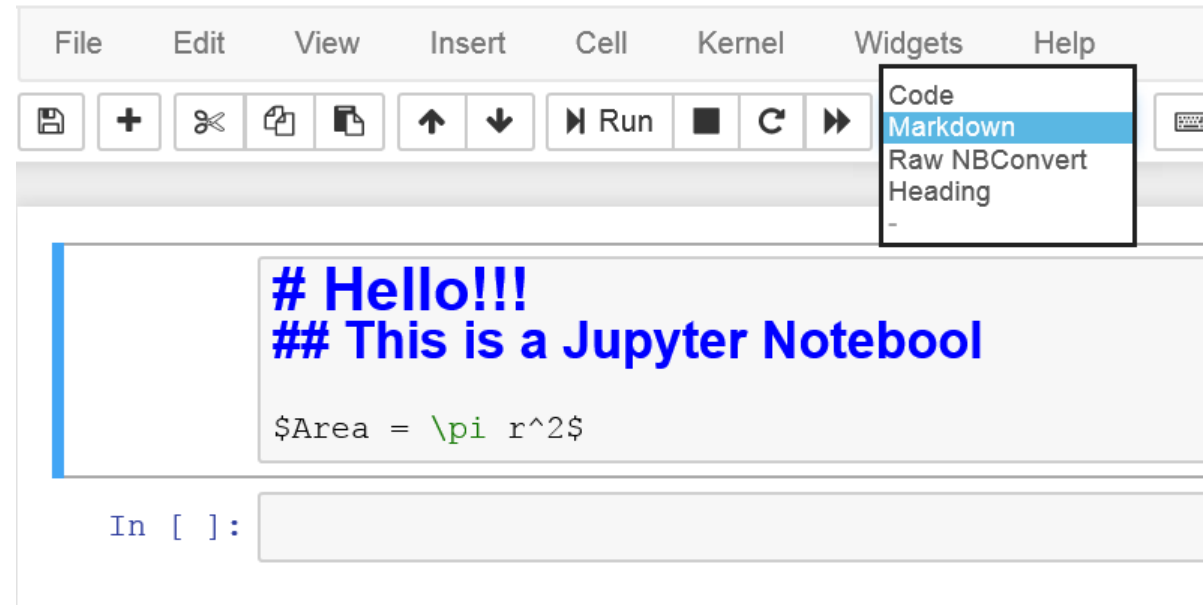 File Edit View Insert Cell Kernel Widgets Help
Run
Code
Markdown
Raw NBConvert
Heading
-
# Hello!!!
## This is a Jupyter Notebool
$Area = \pi r^2$
In [ ]: